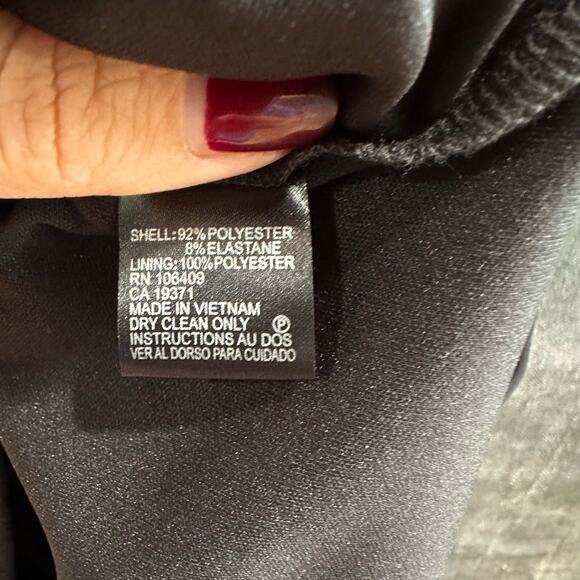 SHELL:92%POLYESTER
8%ELASTANE
LINING:100%POLYESTER
RN 106409
CA 19371
MADE IN VIETNAM
DRY CLEAN ONLY Ⓟ
INSTRUCTIONS AU DOS
VER AL DORSO PARA CUIDADO